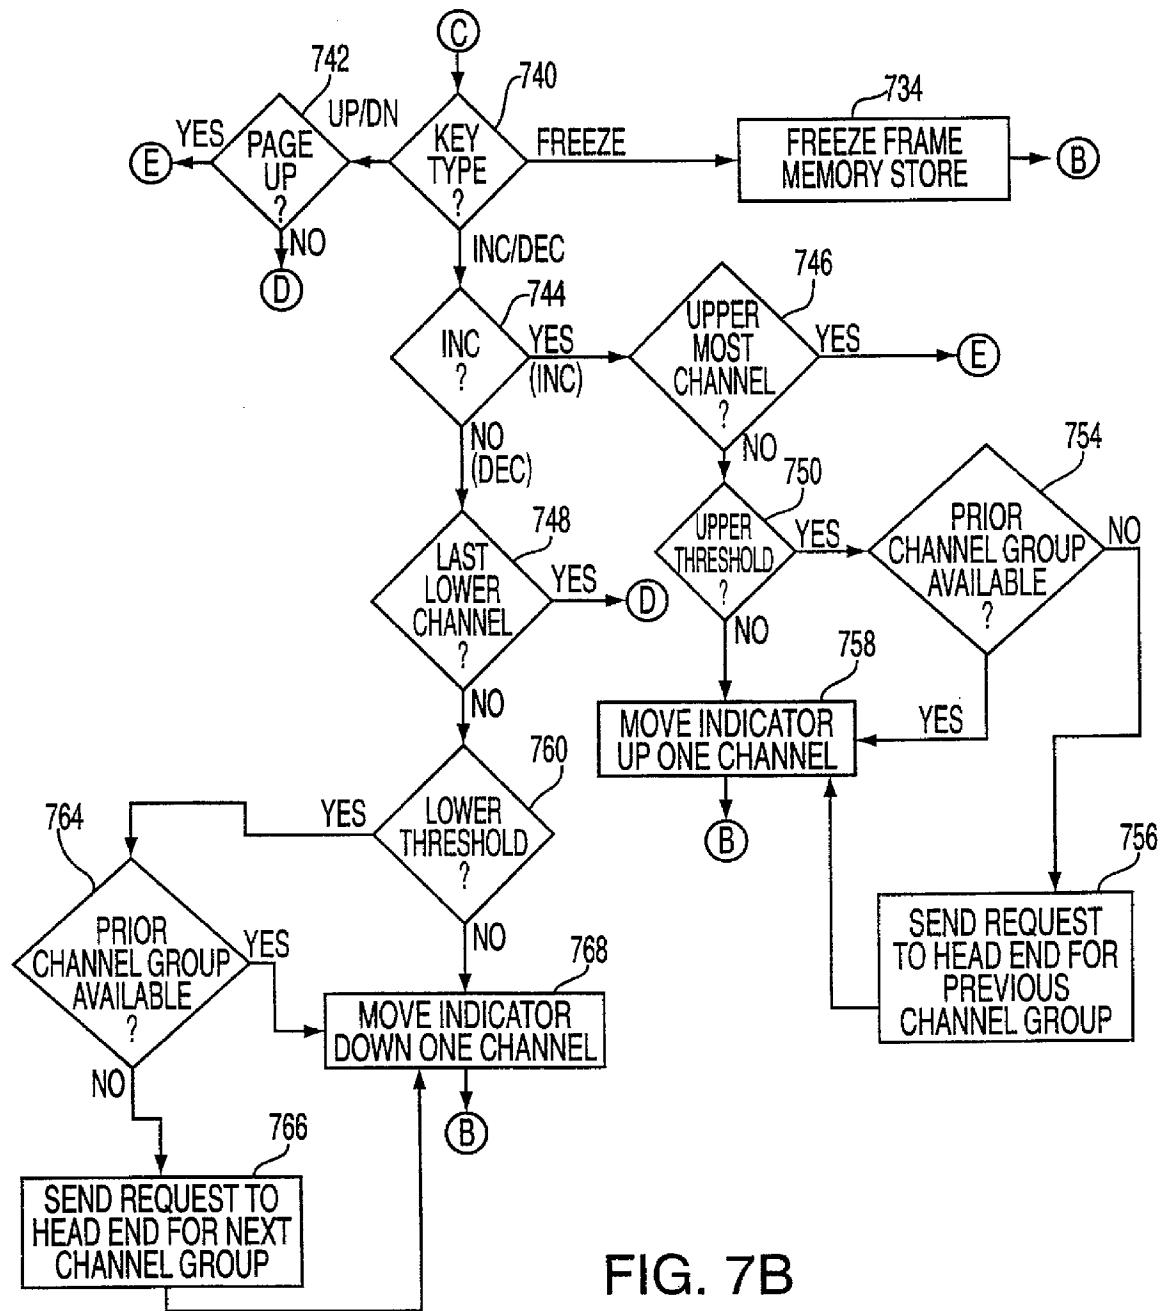 C
742
740
734
UP/DN
YES
PAGE
UP
?
KEY
TYPE
?
FREEZE
FREEZE FRAME
MEMORY STORE
B
E
NO
D
INC/DEC
744
746
INC
?
YES
(INC)
UPPER
MOST
CHANNEL
?
YES
E
NO
(DEC)
NO
754
750
748
UPPER
THRESHOLD
?
YES
PRIOR
CHANNEL GROUP
AVAILABLE
?
NO
LAST
LOWER
CHANNEL
?
YES
D
NO
758
NO
MOVE INDICATOR
UP ONE CHANNEL
YES
760
B
764
YES
LOWER
THRESHOLD
?
756
PRIOR
CHANNEL GROUP
AVAILABLE
?
YES
NO
768
SEND REQUEST
TO HEAD END FOR
PREVIOUS
CHANNEL GROUP
MOVE INDICATOR
DOWN ONE CHANNEL
NO
B
766
SEND REQUEST TO
HEAD END FOR NEXT
CHANNEL GROUP
FIG. 7B